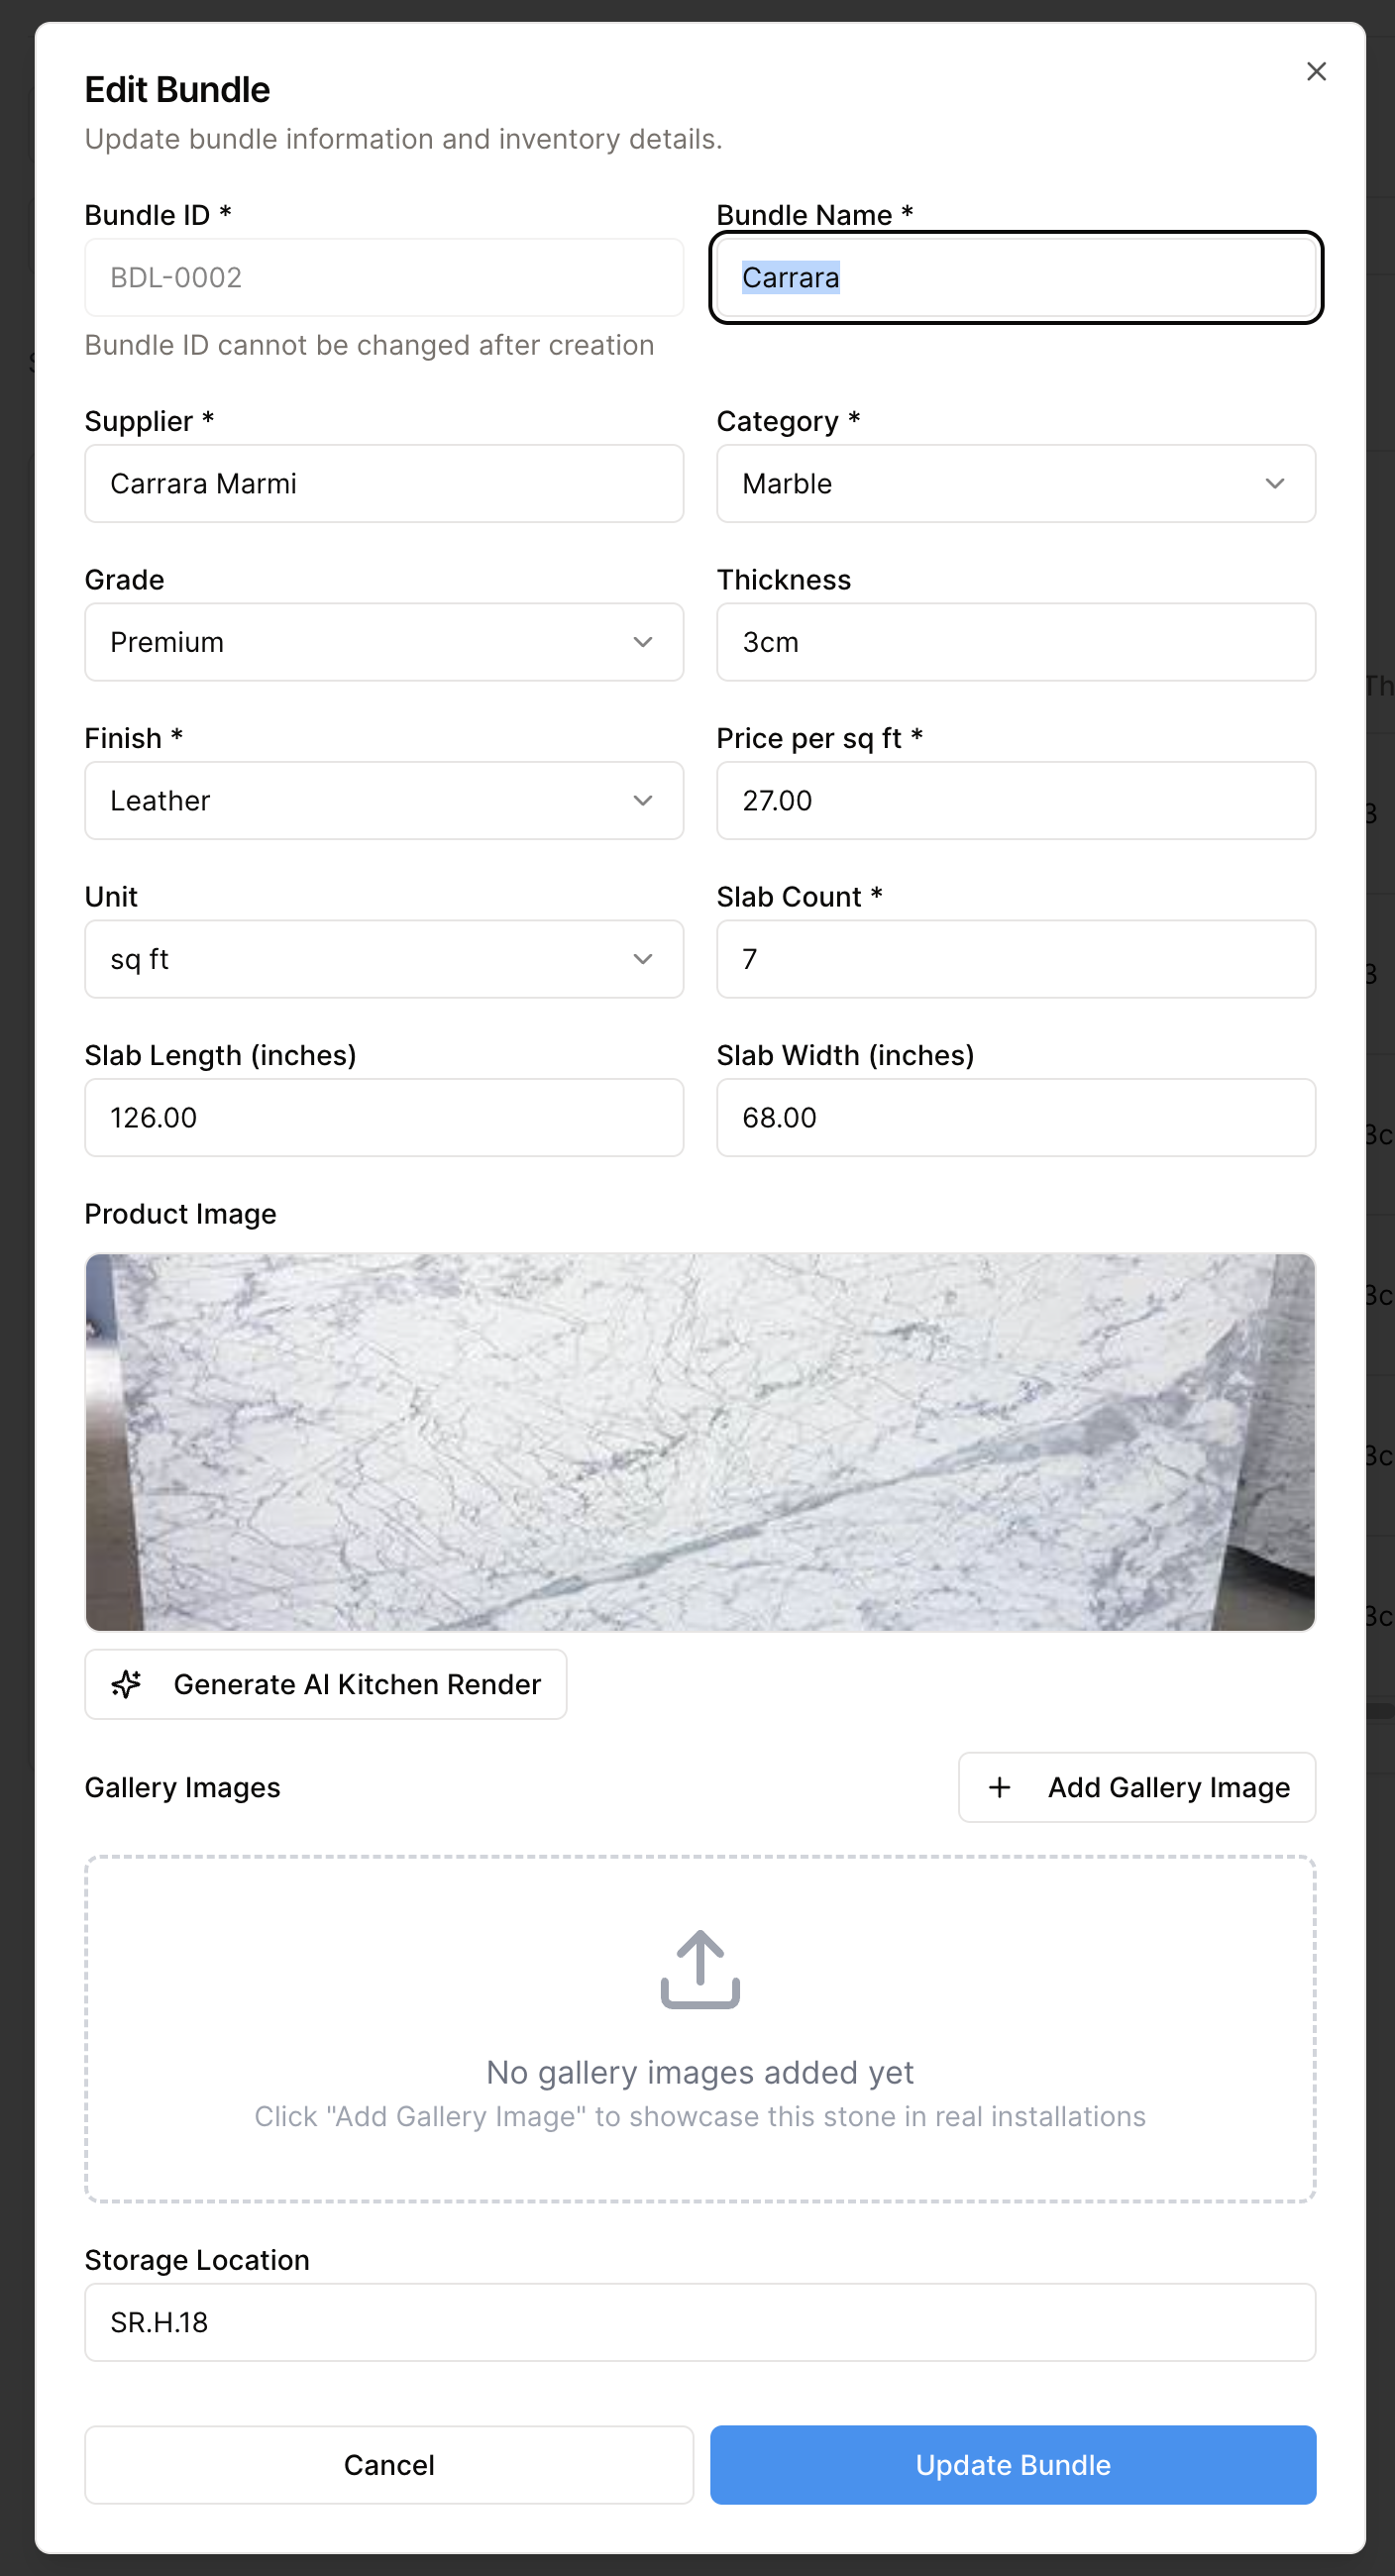 Edit Bundle
Update bundle information and inventory details.
Bundle ID *
Bundle Name *
BDL-0002
Carrara
Bundle ID cannot be changed after creation
Supplier *
Category *
Carrara Marmi
Marble
Grade
Thickness
Premium
3cm
Finish *
Price per sq ft *
Leather
27.00
Unit
Slab Count *
sq ft
7
Slab Length (inches)
Slab Width (inches)
126.00
68.00
Product Image
Generate AI Kitchen Render
Gallery Images
Add Gallery Image
No gallery images added yet
Click "Add Gallery Image" to showcase this stone in real installations
Storage Location
SR.H.18
Cancel
Update Bundle